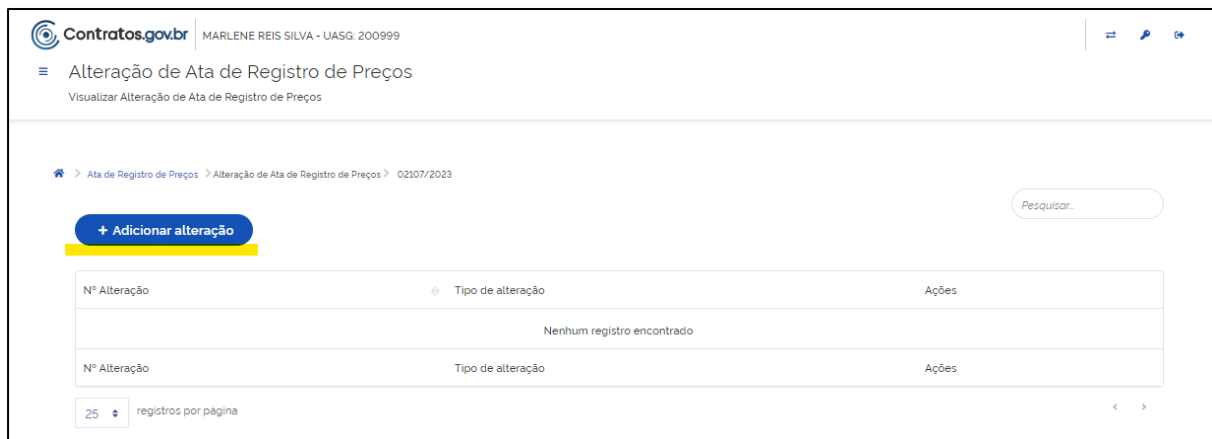 Contratos.gov.br MARLENE REIS SILVA - UASG: 200999
Alteração de Ata de Registro de Preços
Visualizar Alteração de Ata de Registro de Preços
Ata de Registro de Preços > Alteração de Ata de Registro de Preços > 02107/2023
Pesquisar...
+ Adicionar alteração
Nº Alteração Tipo de alteração Ações
Nenhum registro encontrado
Nº Alteração Tipo de alteração Ações
25 registros por página